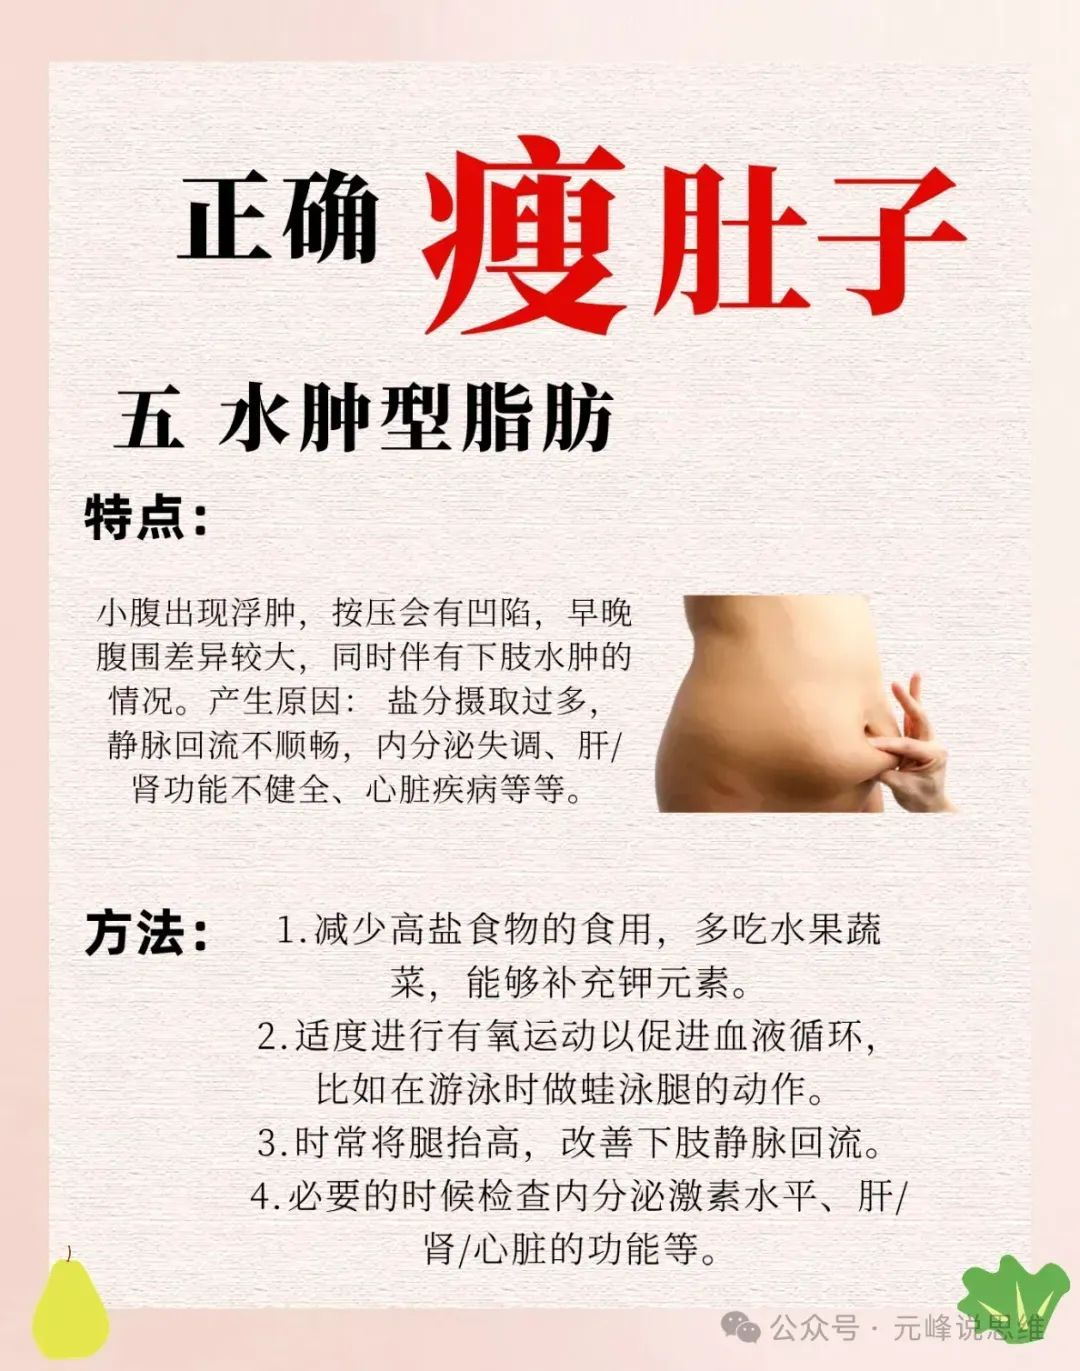 正确 瘦肚子
五 水肿型脂肪
特点：
小腹出现浮肿，按压会有凹陷，早晚
腹围差异较大，同时伴有下肢水肿的
情况。产生原因： 盐分摄取过多，
静脉回流不顺畅，内分泌失调、肝/
肾功能不健全、心脏疾病等等。
方法：
1.减少高盐食物的食用，多吃水果蔬
菜，能够补充钾元素。
2.适度进行有氧运动以促进血液循环，
比如在游泳时做蛙泳腿的动作。
3.时常将腿抬高，改善下肢静脉回流。
4.必要的时候检查内分泌激素水平、肝/
肾/心脏的功能等。
公众号 · 元峰说思维